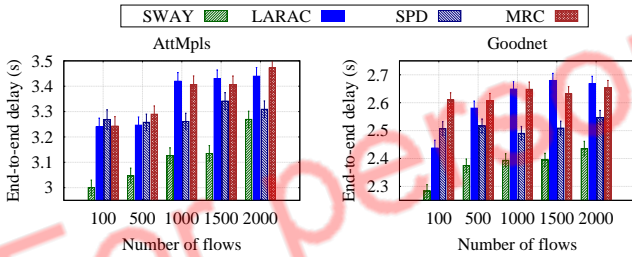 SWAY LARAC SPD MRC
AttMpls
Goodnet
End-to-end delay (s)
3.5
3.4
3.3
3.2
3.1
3
100 500 1000 1500 2000
Number of flows
End-to-end delay (s)
2.7
2.6
2.5
2.4
2.3
100 500 1000 1500 2000
Number of flows
For person